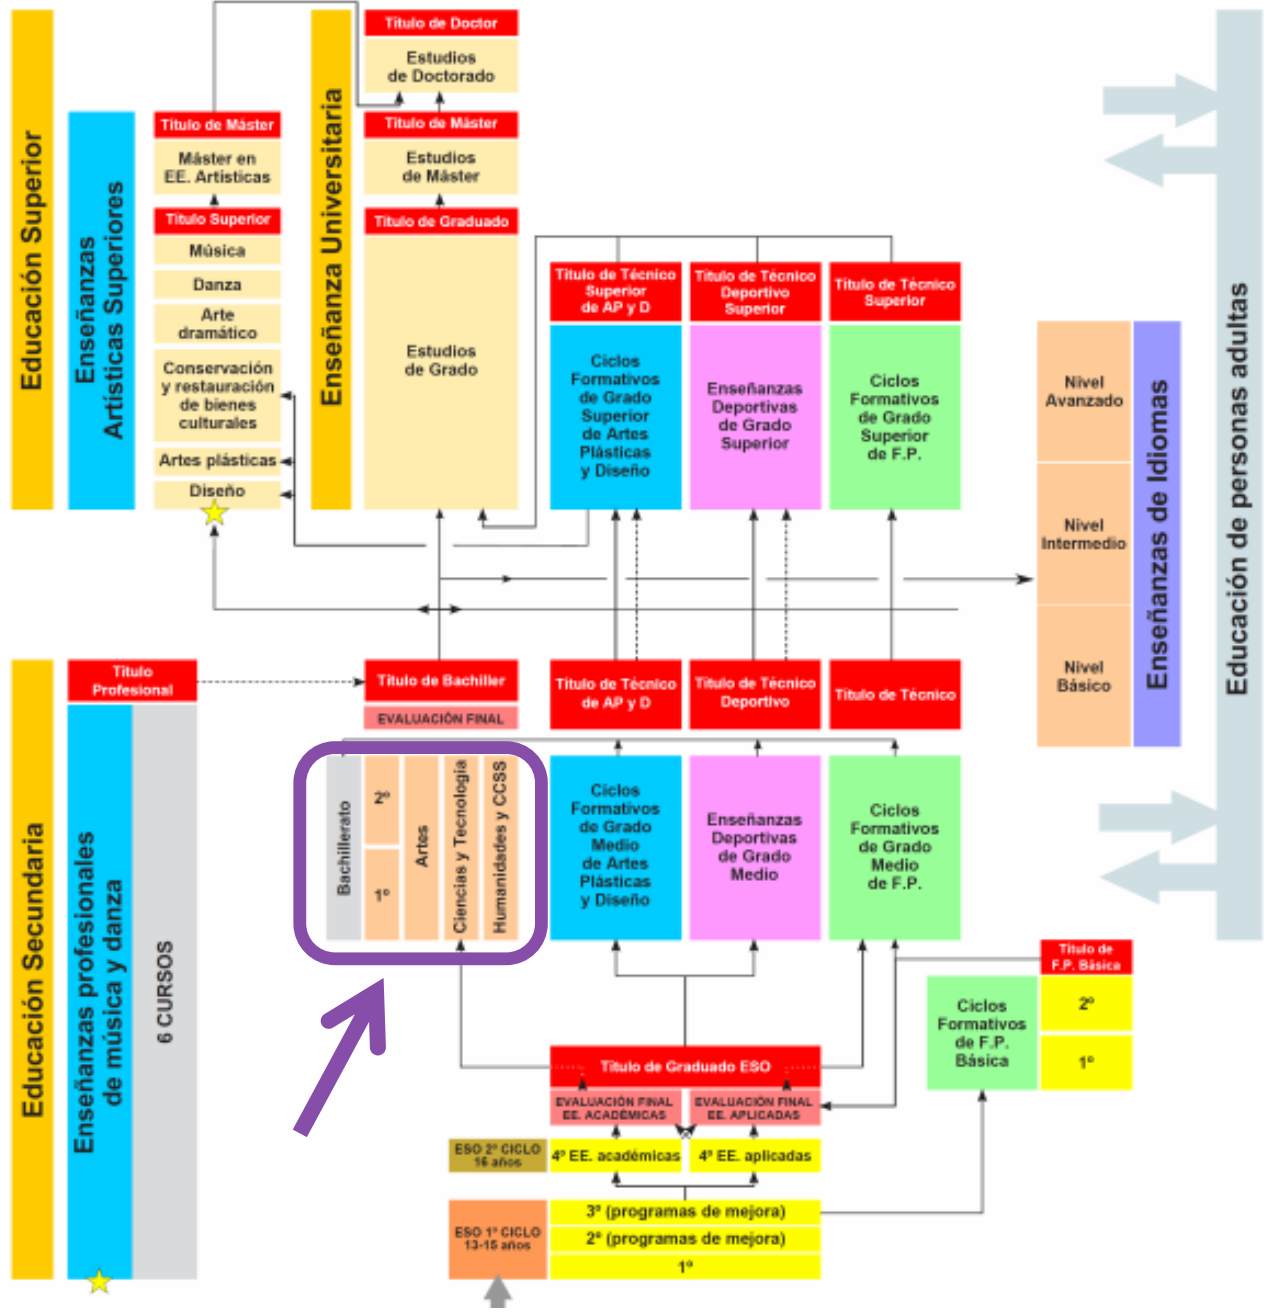 Educación Superior
Enseñanzas
Artísticas Superiores
Título de Máster
Máster en
EE. Artísticas
Título Superior
Música
Danza
Arte
dramático
Conservación
y restauración
de bienes
culturales
Artes plásticas
Diseño
Enseñanza Universitaria
Título de Doctor
Estudios
de Doctorado
Título de Máster
Estudios
de Máster
Título de Graduado
Estudios
de Grado
Título de Técnico
Superior
de AP y D
Ciclos
Formativos
de Grado
Superior
de Artes
Plásticas
y Diseño
Título de Técnico
Deportivo
Superior
Enseñanzas
Deportivas
de Grado
Superior
Título de Técnico
Superior
Ciclos
Formativos
de Grado
Superior
de F.P.
Nivel
Avanzado
Nivel
Intermedio
Nivel
Básico
Enseñanzas de Idiomas
Educación de personas adultas
Educación Secundaria
Título
Profesional
Enseñanzas profesionales
de música y danza
6 CURSOS
Título de Bachiller
EVALUACIÓN FINAL
Bachillerato
2º
1º
Artes
Ciencias y Tecnología
Humanidades y CCSS
Título de Técnico
de AP y D
Ciclos
Formativos
de Grado
Medio
de Artes
Plásticas
y Diseño
Título de Técnico
Deportivo
Enseñanzas
Deportivas
de Grado
Medio
Título de Técnico
Ciclos
Formativos
de Grado
Medio
de F.P.
Título de
F.P. Básica
Ciclos
Formativos
de F.P.
Básica
2º
1º
Título de Graduado ESO
EVALUACIÓN FINAL
EE. ACADÉMICAS
EVALUACIÓN FINAL
EE. APLICADAS
ESO 2º CICLO
16 años
4º EE. académicas
4º EE. aplicadas
ESO 1º CICLO
13-15 años
3º (programas de mejora)
2º (programas de mejora)
1º